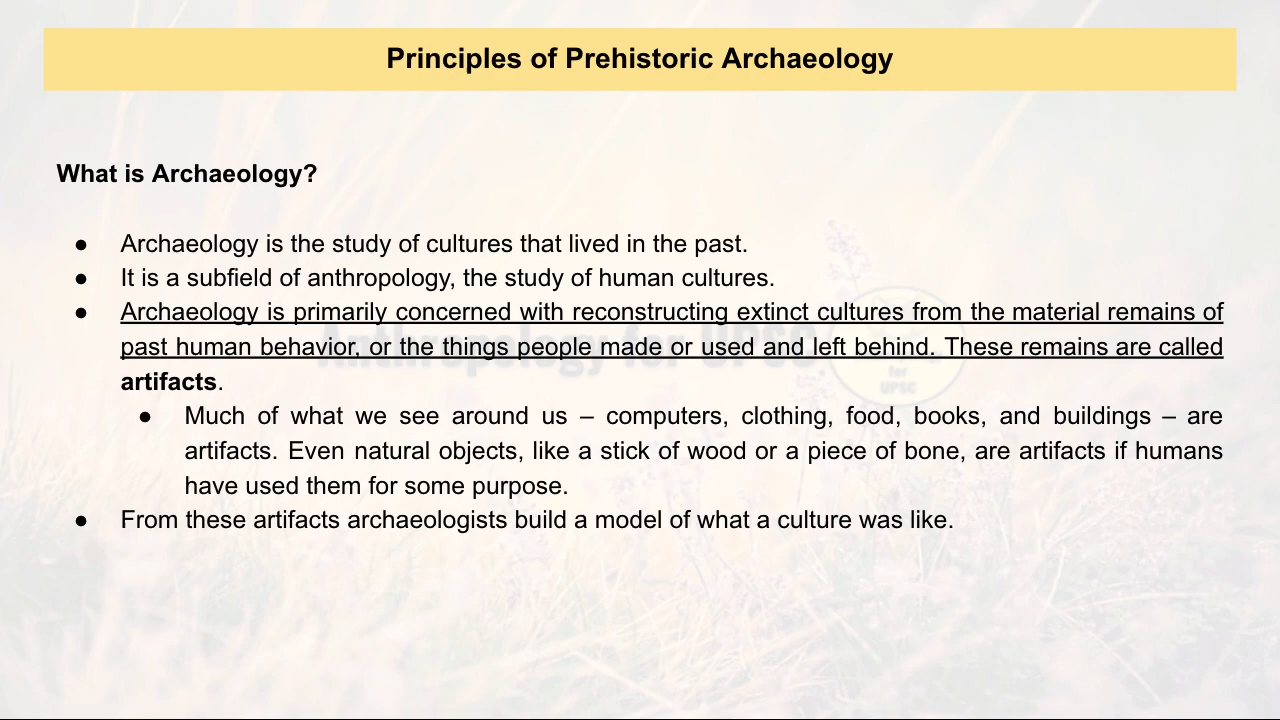 Principles of Prehistoric Archaeology
What is Archaeology?
● Archaeology is the study of cultures that lived in the past.
● It is a subfield of anthropology, the study of human cultures.
● Archaeology is primarily concerned with reconstructing extinct cultures from the material remains of
past human behavior, or the things people made or used and left behind. These remains are called
artifacts.
● Much of what we see around us – computers, clothing, food, books, and buildings – are
artifacts. Even natural objects, like a stick of wood or a piece of bone, are artifacts if humans
have used them for some purpose.
● From these artifacts archaeologists build a model of what a culture was like.
Anthropology for UPSC
for
UPSC